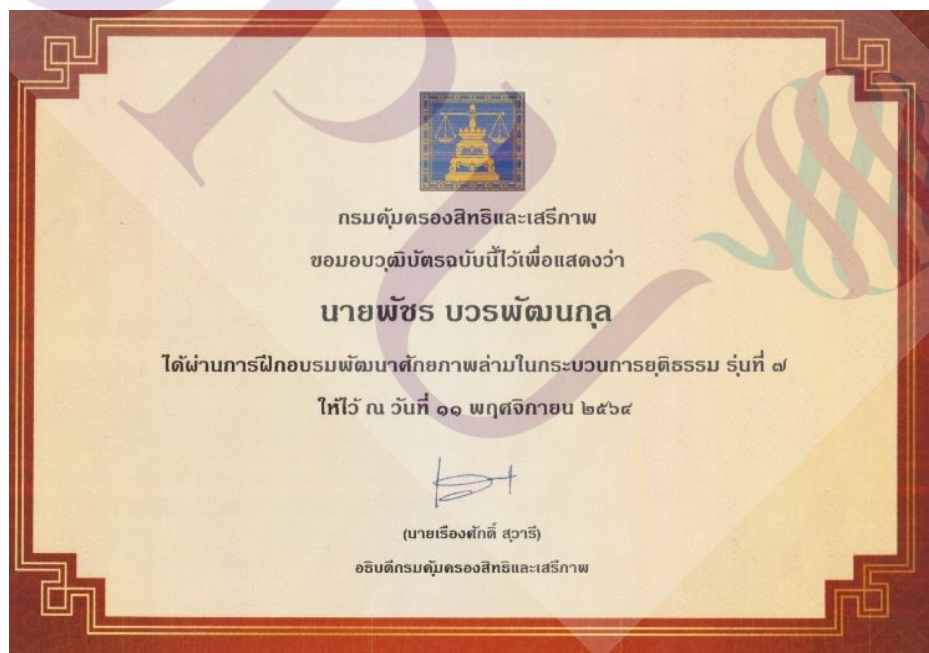 กรมคุ้มครองสิทธิและเสรีภาพ
ขอมอบวุฒิบัตรฉบับนี้ไว้เพื่อแสดงว่า
นายพัชร บวรพัฒนกุล
ได้ผ่านการฝึกอบรมพัฒนาศักยภาพล่ามในกระบวนการยุติธรรม รุ่นที่ ๗
ให้ไว้ ณ วันที่ ๑๑ พฤศจิกายน ๒๕๖๔
(นายเรืองศักดิ์ สุวารี)
อธิบดีกรมคุ้มครองสิทธิและเสรีภาพ